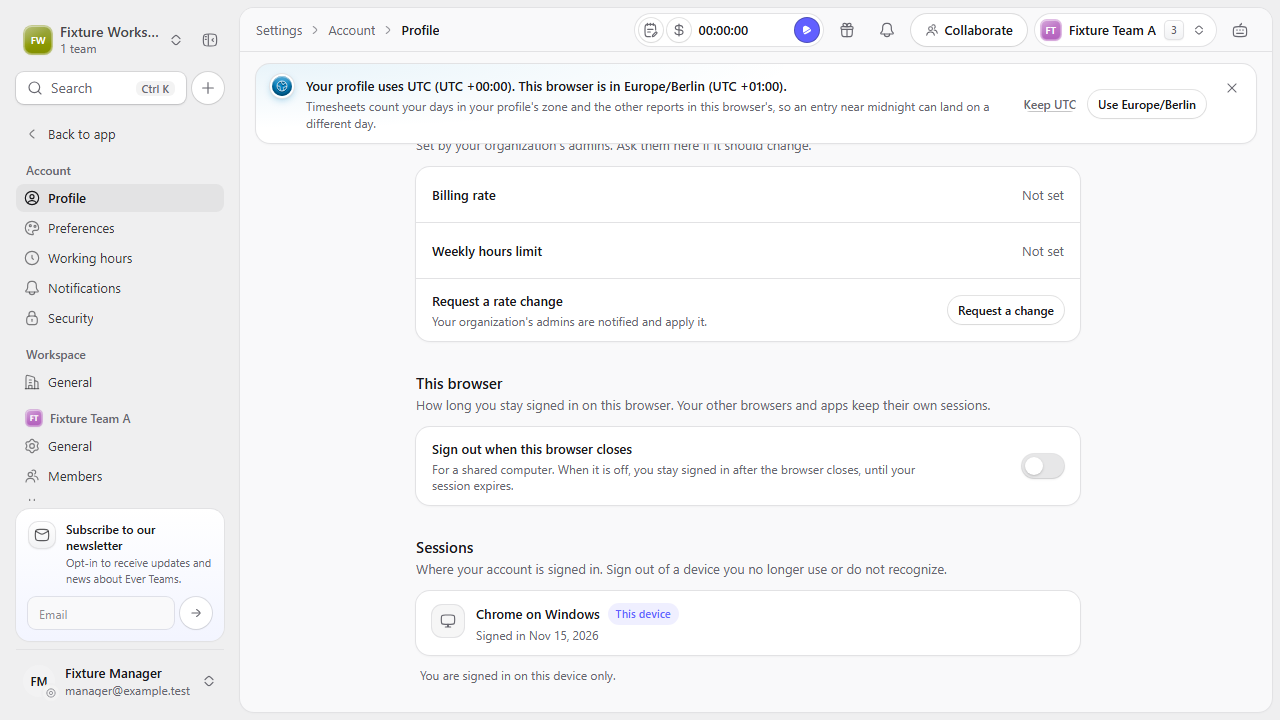 FW
Fixture Works...
1 team
Search
Ctrl K
Back to app
Account
Profile
Preferences
Working hours
Notifications
Security
Workspace
General
FT
Fixture Team A
General
Members
Subscribe to our
newsletter
Opt-in to receive updates and
news about Ever Teams.
Email
FM
Fixture Manager
manager@example.test
Settings
Account
Profile
00:00:00
Collaborate
FT
Fixture Team A
3
Your profile uses UTC (UTC +00:00). This browser is in Europe/Berlin (UTC +01:00).
Timesheets count your days in your profile's zone and the other reports in this browser's, so an entry near midnight can land on a
different day.
Keep UTC
Use Europe/Berlin
Set by your organization's admins. Ask them here if it should change.
Billing rate
Not set
Weekly hours limit
Not set
Request a rate change
Your organization's admins are notified and apply it.
Request a change
This browser
How long you stay signed in on this browser. Your other browsers and apps keep their own sessions.
Sign out when this browser closes
For a shared computer. When it is off, you stay signed in after the browser closes, until your
session expires.
Sessions
Where your account is signed in. Sign out of a device you no longer use or do not recognize.
Chrome on Windows
This device
Signed in Nov 15, 2026
You are signed in on this device only.